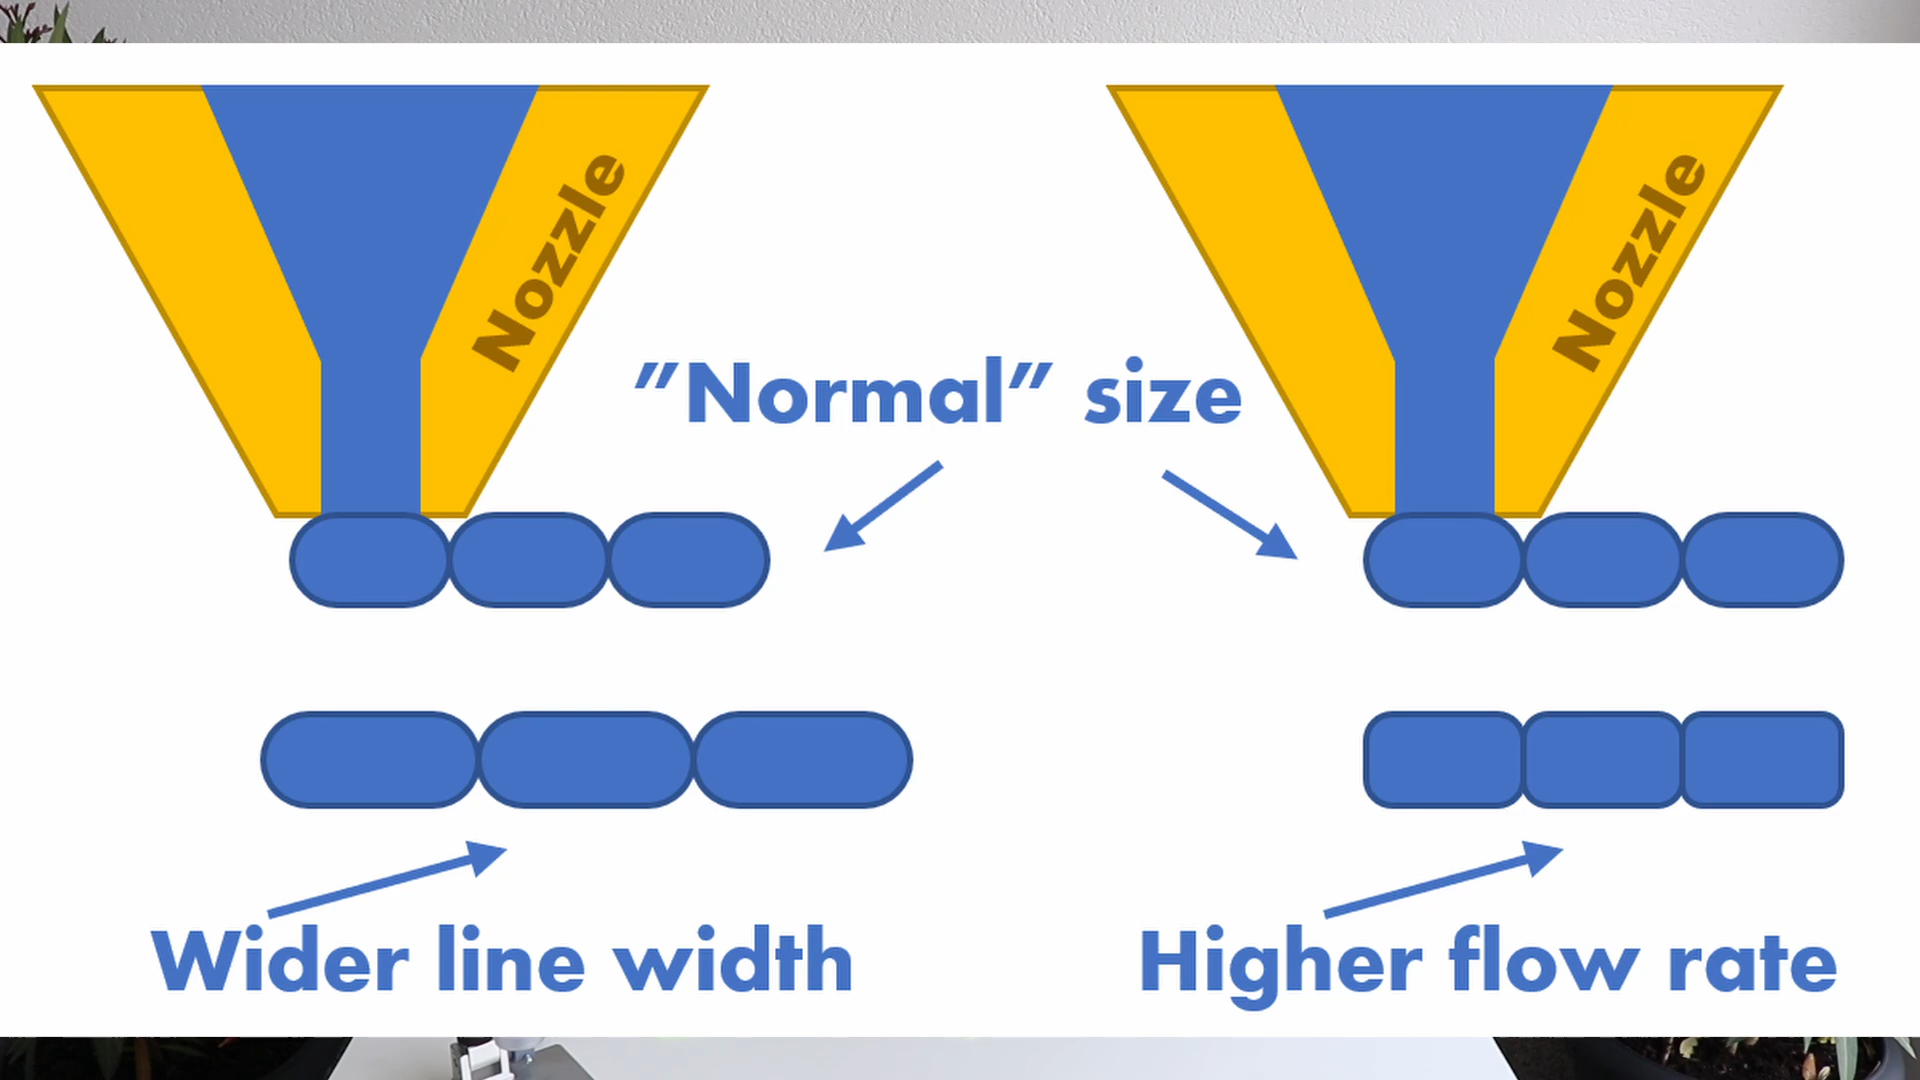 Nozzle
Nozzle
”Normal” size
Wider line width
Higher flow rate